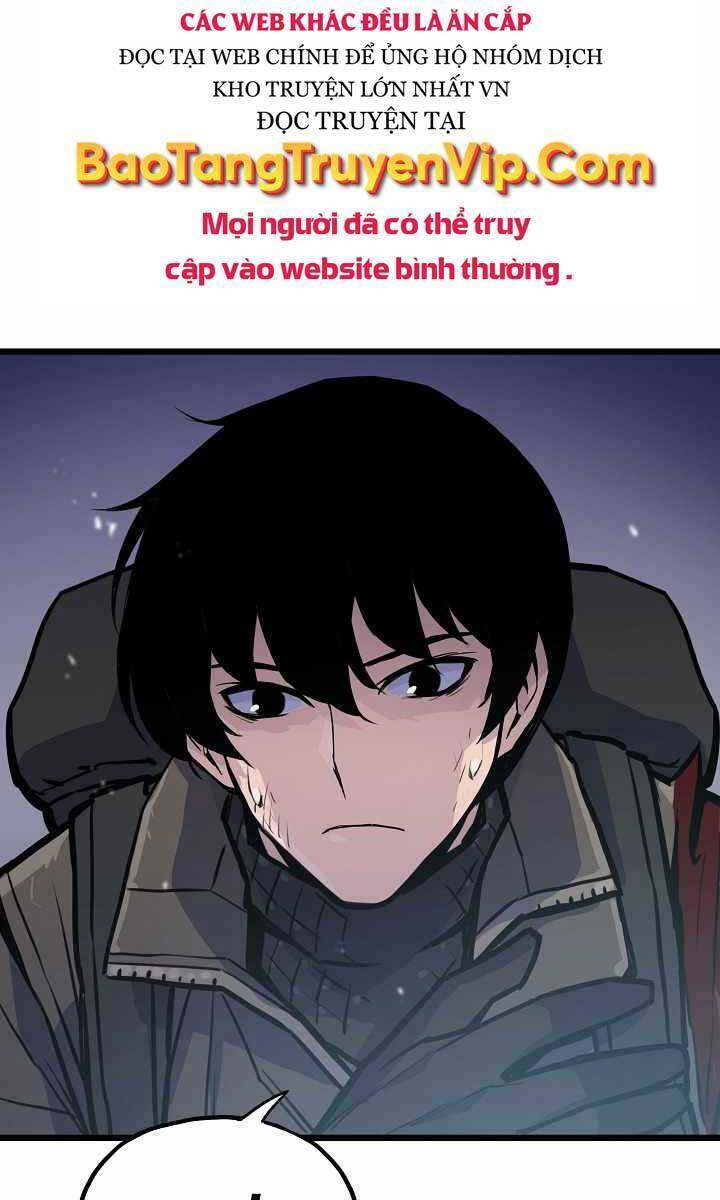 CÁC WEB KHÁC ĐỀU LÀ ĂN CẮP
ĐỌC TẠI WEB CHÍNH ĐỂ ỦNG HỘ NHÓM DỊCH
KHO TRUYỆN LỚN NHẤT VN
ĐỌC TRUYỆN TẠI
BaoTangTruyenVip.Com
Mọi người đã có thể truy
cập vào website bình thường .